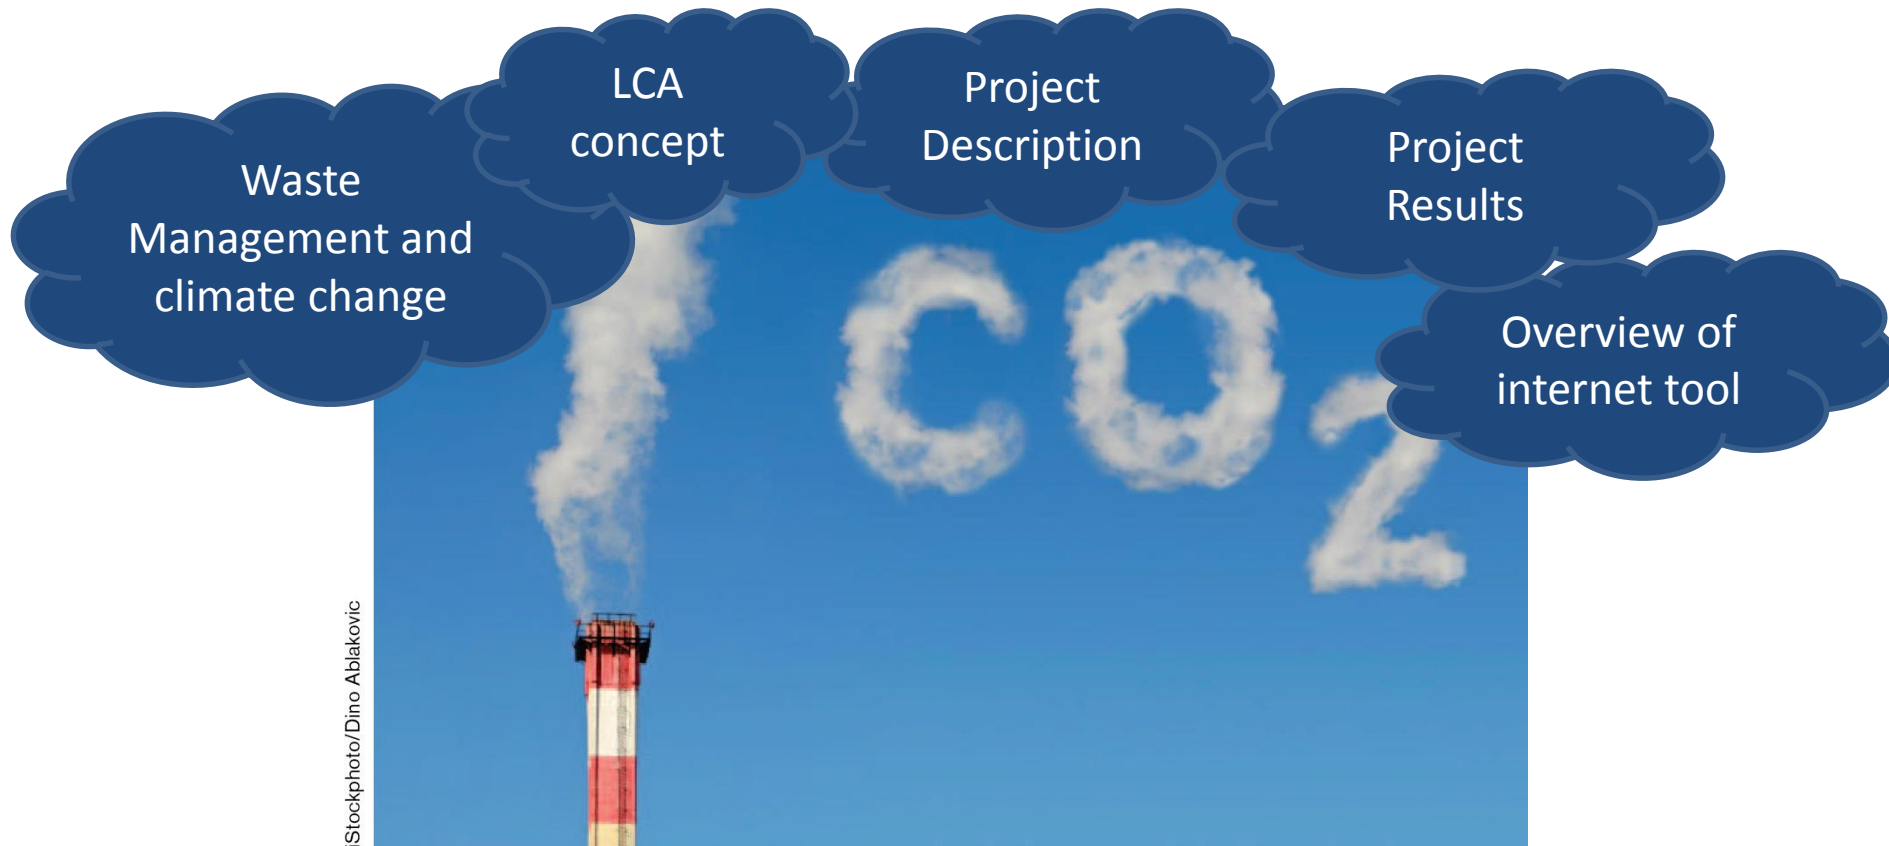 Waste
Management and
climate change
LCA
concept
Project
Description
Project
Results
Overview of
internet tool
CO2
iStockphoto/Dino Ablakovic